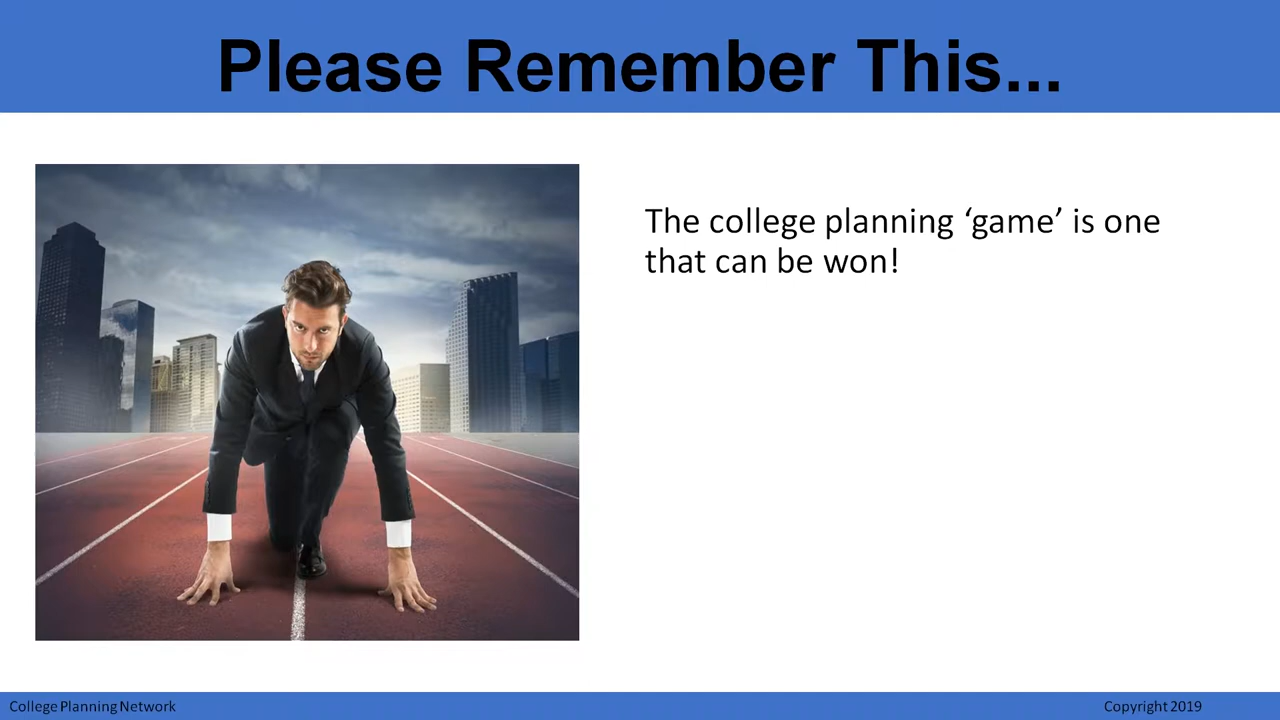 Please Remember This...
The college planning ‘game’ is one
that can be won!
College Planning Network
Copyright 2019